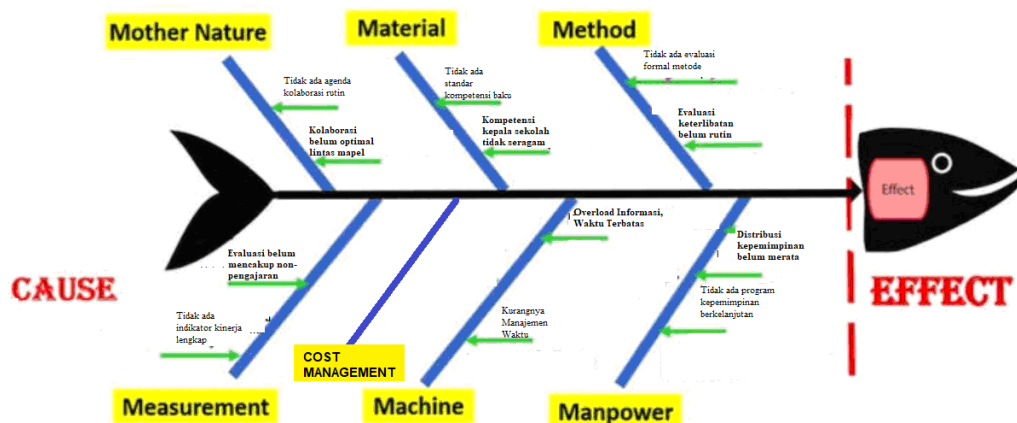 Mother Nature
Material
Method
Tidak ada agenda
kolaborasi rutin
Kolaborasi
belum optimal
lintas mapel
Tidak ada
standar
kompetensi baku
Kompetensi
kepala sekolah
tidak seragam
Tidak ada evaluasi
formal metode
Evaluasi
keterlibatan
belum rutin
Effect
CAUSE
EFFECT
Evaluasi belum
mencakup non-
pengajaran
Tidak ada
indikator kinerja
lengkap
COST
MANAGEMENT
Overload Informasi,
Waktu Terbatas
Kurangnya
Manajemen
Waktu
Distribusi
kepemimpinan
belum merata
Tidak ada program
kepemimpinan
berkelanjutan
Measurement
Machine
Manpower